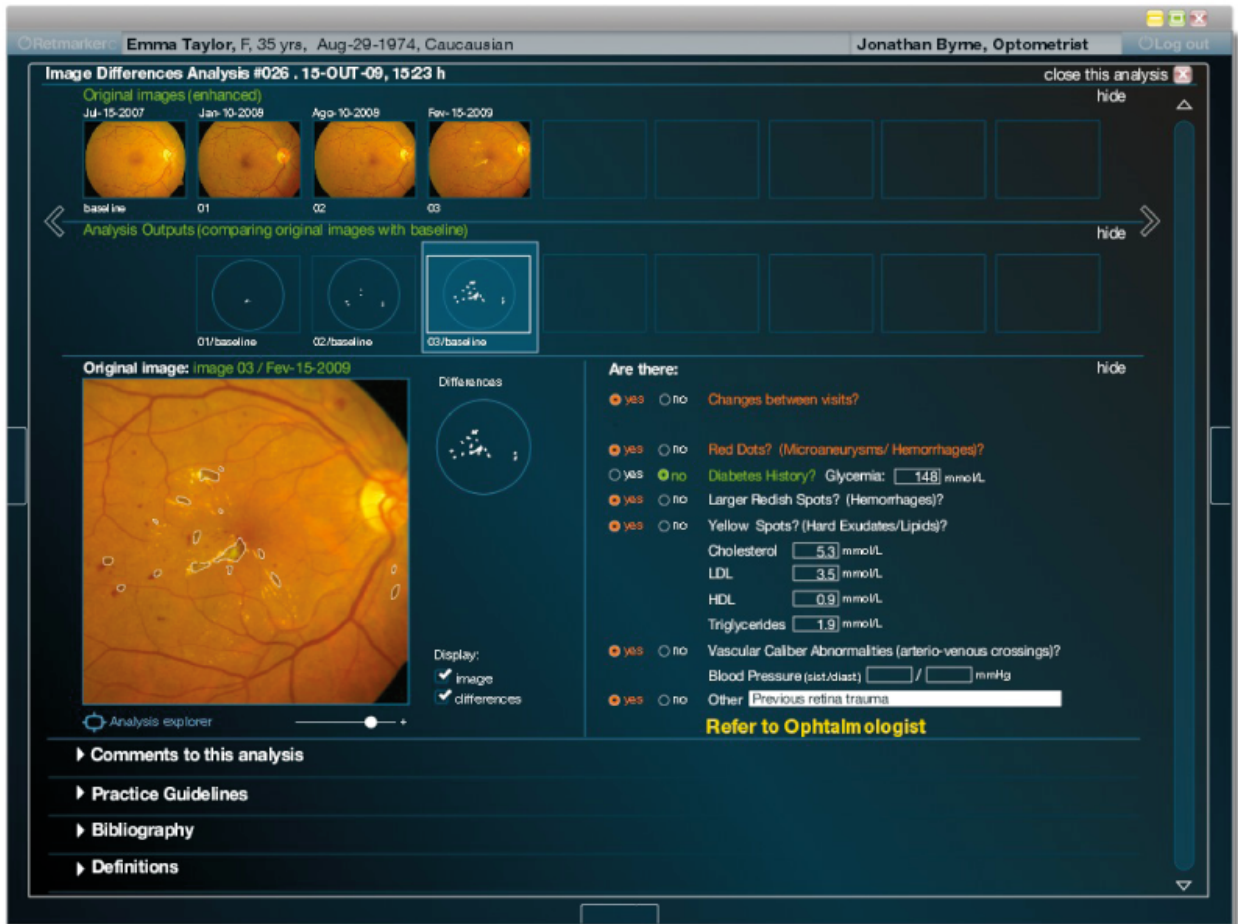 Retmarker
Emma Taylor, F, 35 yrs, Aug-29-1974, Caucausian
Jonathan Byrne, Optometrist
Log out
Image Differences Analysis #026 . 15-OUT-09, 15:23 h
close this analysis
Original images (enhanced)
hide
Jul-15-2007 Jan-10-2008 Ago-10-2008 Fev-15-2009
baseline 01 02 03
Analysis Outputs (comparing original images with baseline)
hide
01/baseline 02/baseline 03/baseline
Original image: image 03 / Fev-15-2009
Differences
Display:
image
differences
Analysis explorer
+
Are there:
hide
yes no Changes between visits?
yes no Red Dots? (Microaneurysms/ Hemorrhages)?
yes no Diabetes History? Glycemia: 148 mmol/L
yes no Larger Redish Spots? (Hemorrhages)?
yes no Yellow Spots? (Hard Exudates/Lipids)?
Cholesterol 5.3 mmol/L
LDL 3.5 mmol/L
HDL 0.9 mmol/L
Triglycerides 1.9 mmol/L
yes no Vascular Caliber Abnormalities (arterio-venous crossings)?
Blood Pressure (sist./diast) / mmHg
yes no Other Previous retina trauma
Refer to Ophtalmologist
Comments to this analysis
Practice Guidelines
Bibliography
Definitions